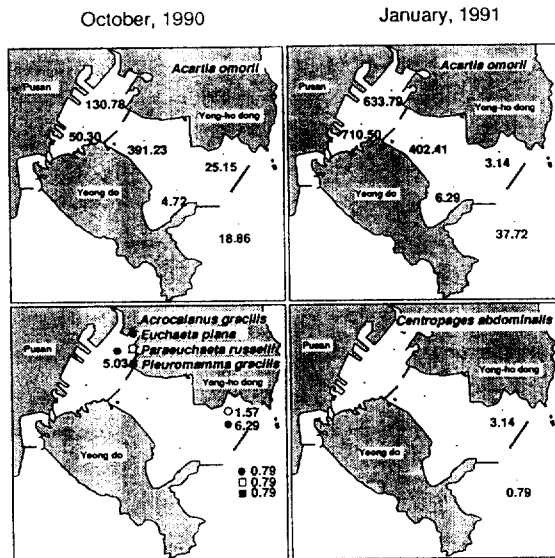 October, 1990
January, 1991
Acartia omorii
Pusan
130.78
Yong-ho dong
50.30
391.23
25.15
Yeong do
4.72
18.86
Acartia omorii
Pusan
633.79
Yong-ho dong
710.50
402.41
3.14
Yeong do
6.29
37.72
Acrocalanus gracilis
Euchaeta plana
Pusan
Paraeuchaeta russelli
5.03
Pleuromamma gracilis
Yong-ho dong
1.57
6.29
Yeong do
0.79
0.79
0.79
Centropages abdominalis
Pusan
Yong-ho dong
3.14
Yeong do
0.79